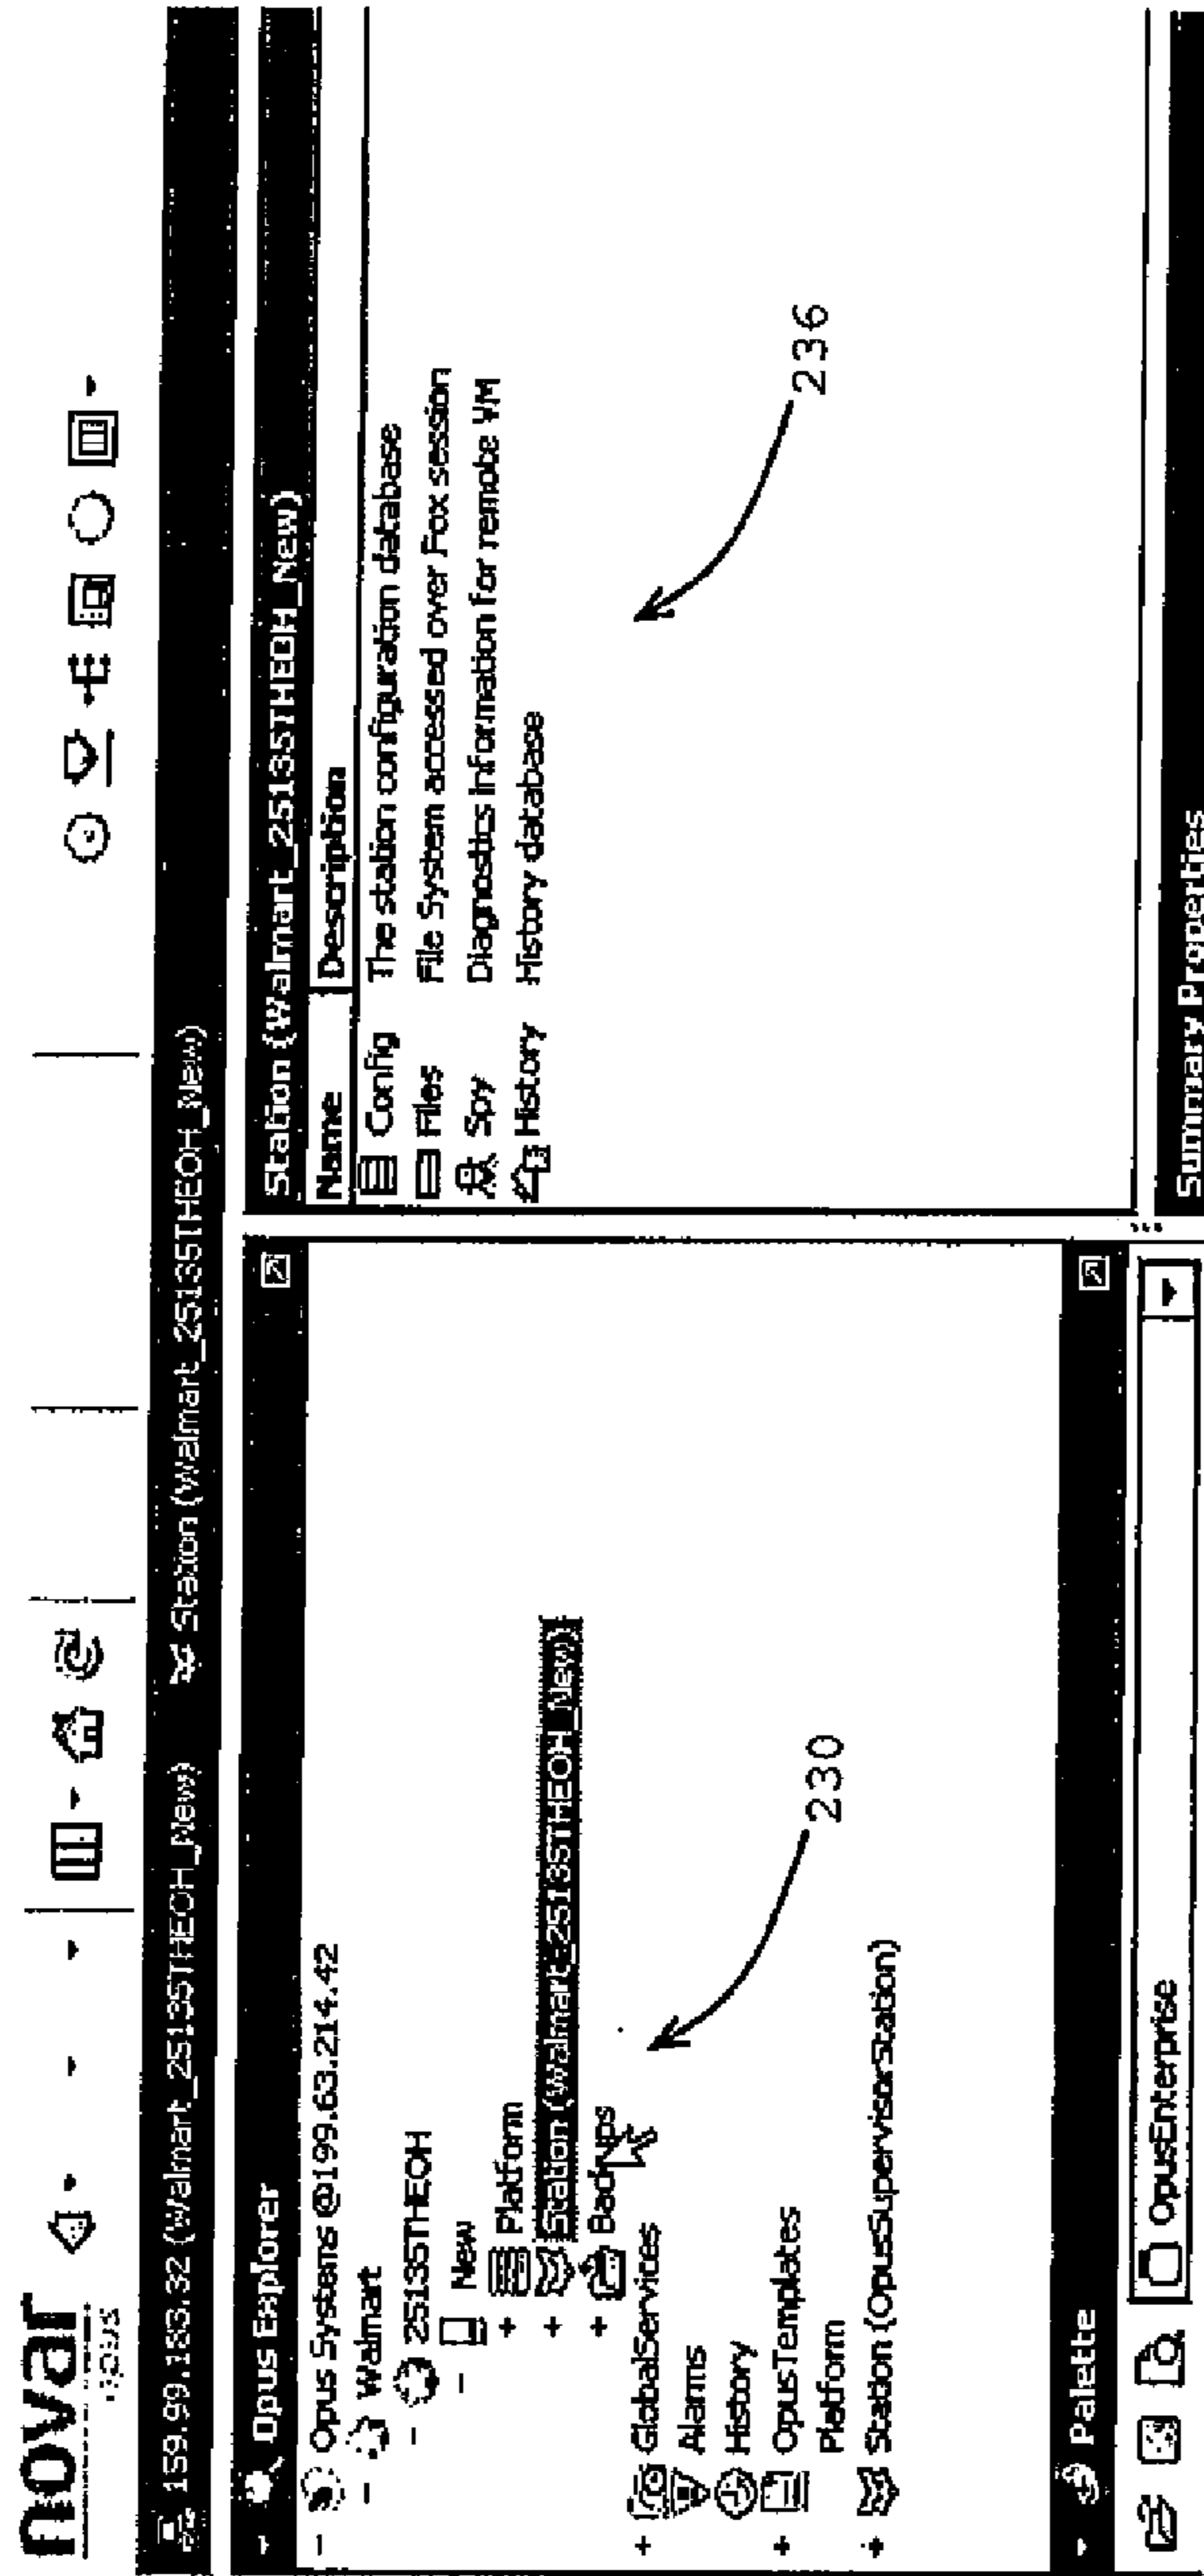 novar
opus
159.99.183.32 (Walmart_2513STHEOH_New) Station (Walmart_2513STHEOH_New)
Opus Explorer
Opus Systems @199.63.214.42
Walmart
2513STHEOH
New
Platform
Station (Walmart_2513STHEOH_New)
Backups
GlobalServices
Alarms
History
OpusTemplates
Platform
Station (OpusSupervisorStation)
230
Palette
OpusEnterprise
Station (Walmart_2513STHEOH_New)
Name Description
Config The station configuration database
Files File System accessed over Fox session
Spy Diagnostics information for remote VM
History History database
236
Summary Properties